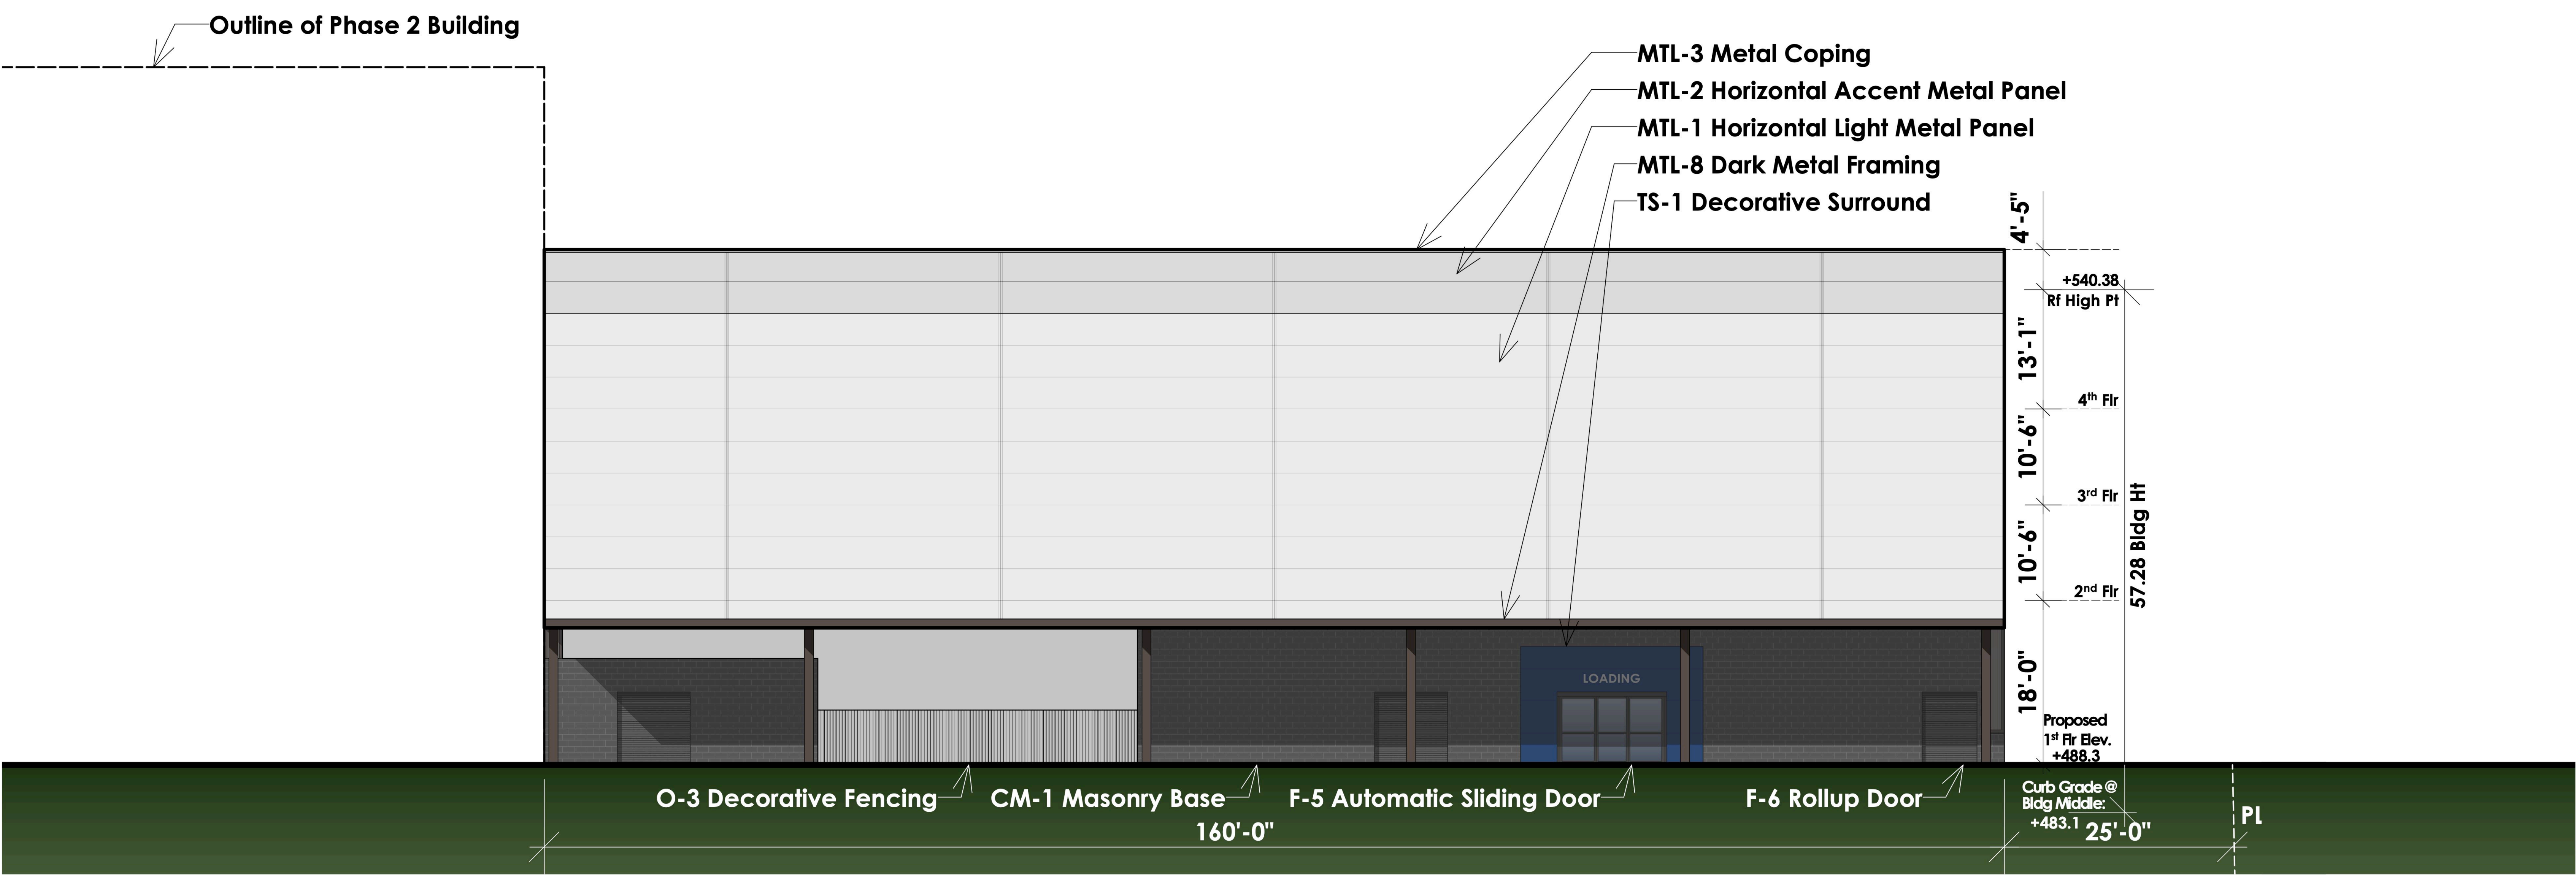 Outline of Phase 2 Building
MTL-3 Metal Coping
MTL-2 Horizontal Accent Metal Panel
MTL-1 Horizontal Light Metal Panel
MTL-8 Dark Metal Framing
TS-1 Decorative Surround
4'-5"
+540.38
Rf High Pt
13'-1"
4th Flr
10'-6"
3rd Flr
10'-6"
2nd Flr
57.28 Bldg Ht
18'-0"
LOADING
Proposed
1st Flr Elev.
+488.3
O-3 Decorative Fencing
CM-1 Masonry Base
F-5 Automatic Sliding Door
F-6 Rollup Door
Curb Grade @
Bldg Middle:
+483.1
160'-0"
25'-0"
PL